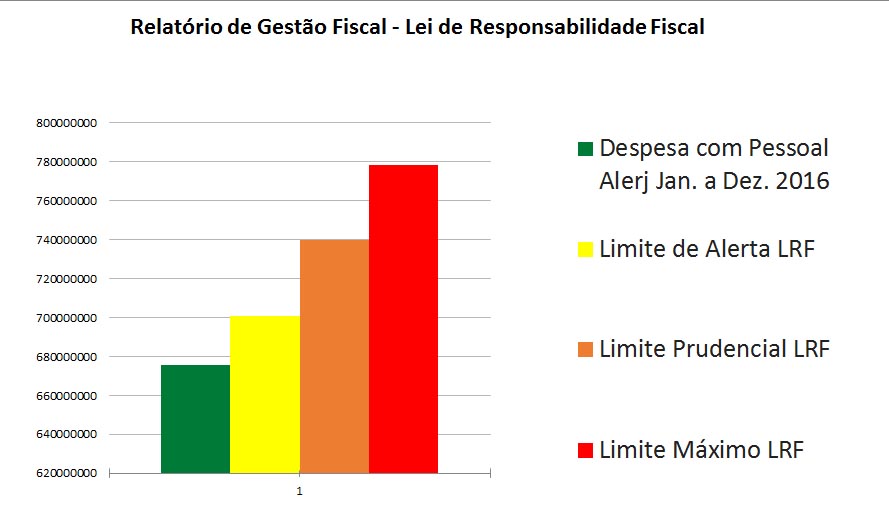 Relatório de Gestão Fiscal - Lei de Responsabilidade Fiscal
800000000
780000000
760000000
740000000
720000000
700000000
680000000
660000000
640000000
620000000
1
Despesa com Pessoal
Alerj Jan. a Dez. 2016
Limite de Alerta LRF
Limite Prudencial LRF
Limite Máximo LRF